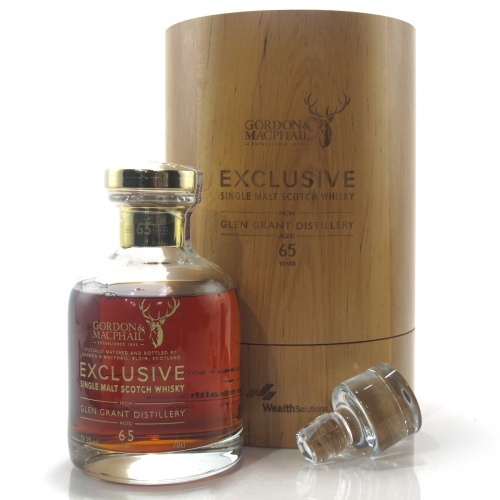 GORDON &
MACPHAIL
ESTABLISHED 1895
EXCLUSIVE
SINGLE MALT SCOTCH WHISKY
FROM
GLEN GRANT DISTILLERY
AGED
65
YEARS
WealthSolutions
65
GORDON &
MACPHAIL
ESTABLISHED 1895
SPECIALLY MATURED AND BOTTLED BY
GORDON & MACPHAIL, ELGIN, SCOTLAND
EXCLUSIVE
SINGLE MALT SCOTCH WHISKY
FROM
GLEN GRANT DISTILLERY
AGED
65
70cl